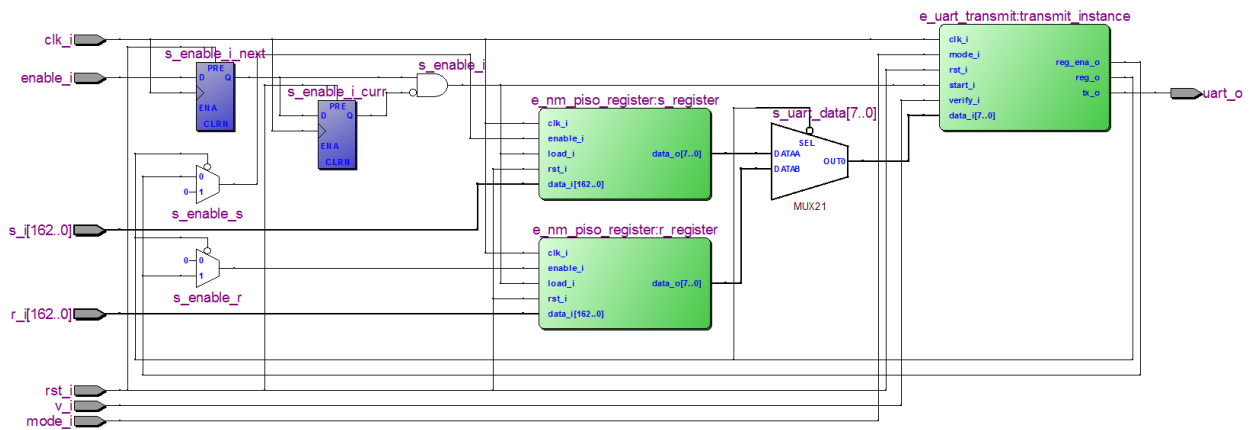 e_uart_transmit:transmit_instance
clk_i
clk_i
mode_i
rst_i
start_i
verify_i
data_i[7..0]
reg_ena_o
reg_o
tx_o
uart_o
s_enable_i_next
PRE
D
Q
ENA
CLRN
enable_i
s_enable_i
s_enable_i_curr
PRE
D
Q
ENA
CLRN
e_nm_piso_register:s_register
clk_i
enable_i
load_i
rst_i
data_i[162..0]
data_o[7..0]
s_uart_data[7..0]
SEL
DATAA
DATAB
OUT0
MUX21
0
0
1
s_enable_s
s_i[162..0]
e_nm_piso_register:r_register
clk_i
enable_i
load_i
rst_i
data_i[162..0]
data_o[7..0]
0
0
1
s_enable_r
r_i[162..0]
rst_i
v_i
mode_i